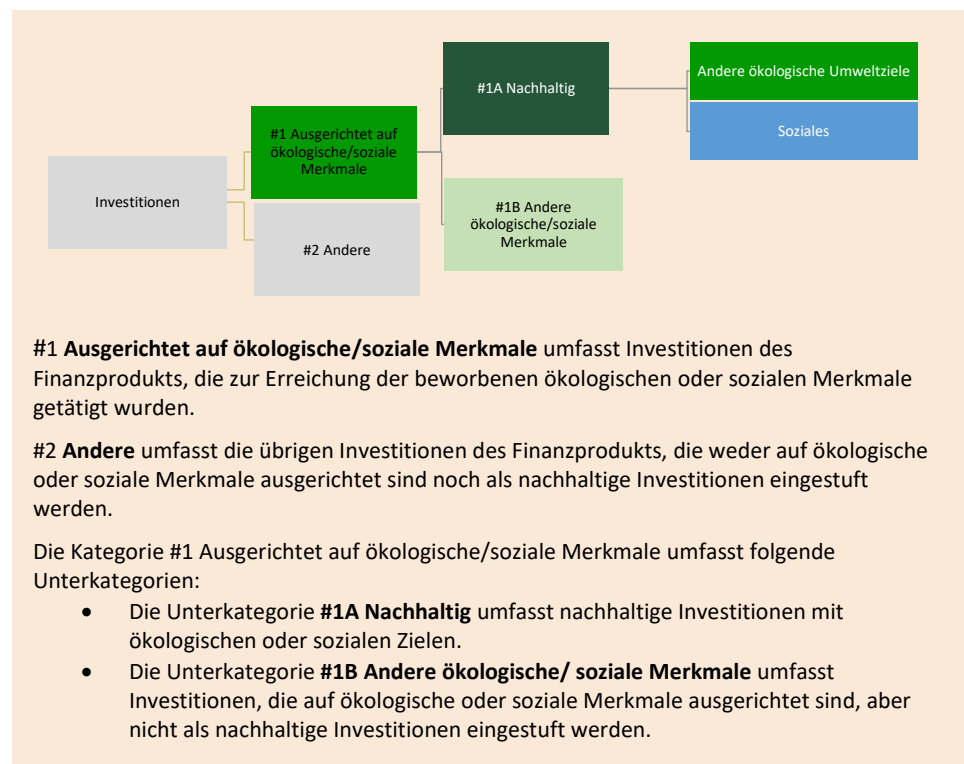 Investitionen
#1 Ausgerichtet auf
ökologische/soziale
Merkmale
#2 Andere
#1A Nachhaltig
#1B Andere
ökologische/soziale
Merkmale
Andere ökologische Umweltziele
Soziales
#1 Ausgerichtet auf ökologische/soziale Merkmale umfasst Investitionen des
Finanzprodukts, die zur Erreichung der beworbenen ökologischen oder sozialen Merkmale
getätigt wurden.
#2 Andere umfasst die übrigen Investitionen des Finanzprodukts, die weder auf ökologische
oder soziale Merkmale ausgerichtet sind noch als nachhaltige Investitionen eingestuft
werden.
Die Kategorie #1 Ausgerichtet auf ökologische/soziale Merkmale umfasst folgende
Unterkategorien:
• Die Unterkategorie #1A Nachhaltig umfasst nachhaltige Investitionen mit
ökologischen oder sozialen Zielen.
• Die Unterkategorie #1B Andere ökologische/ soziale Merkmale umfasst
Investitionen, die auf ökologische oder soziale Merkmale ausgerichtet sind, aber
nicht als nachhaltige Investitionen eingestuft werden.